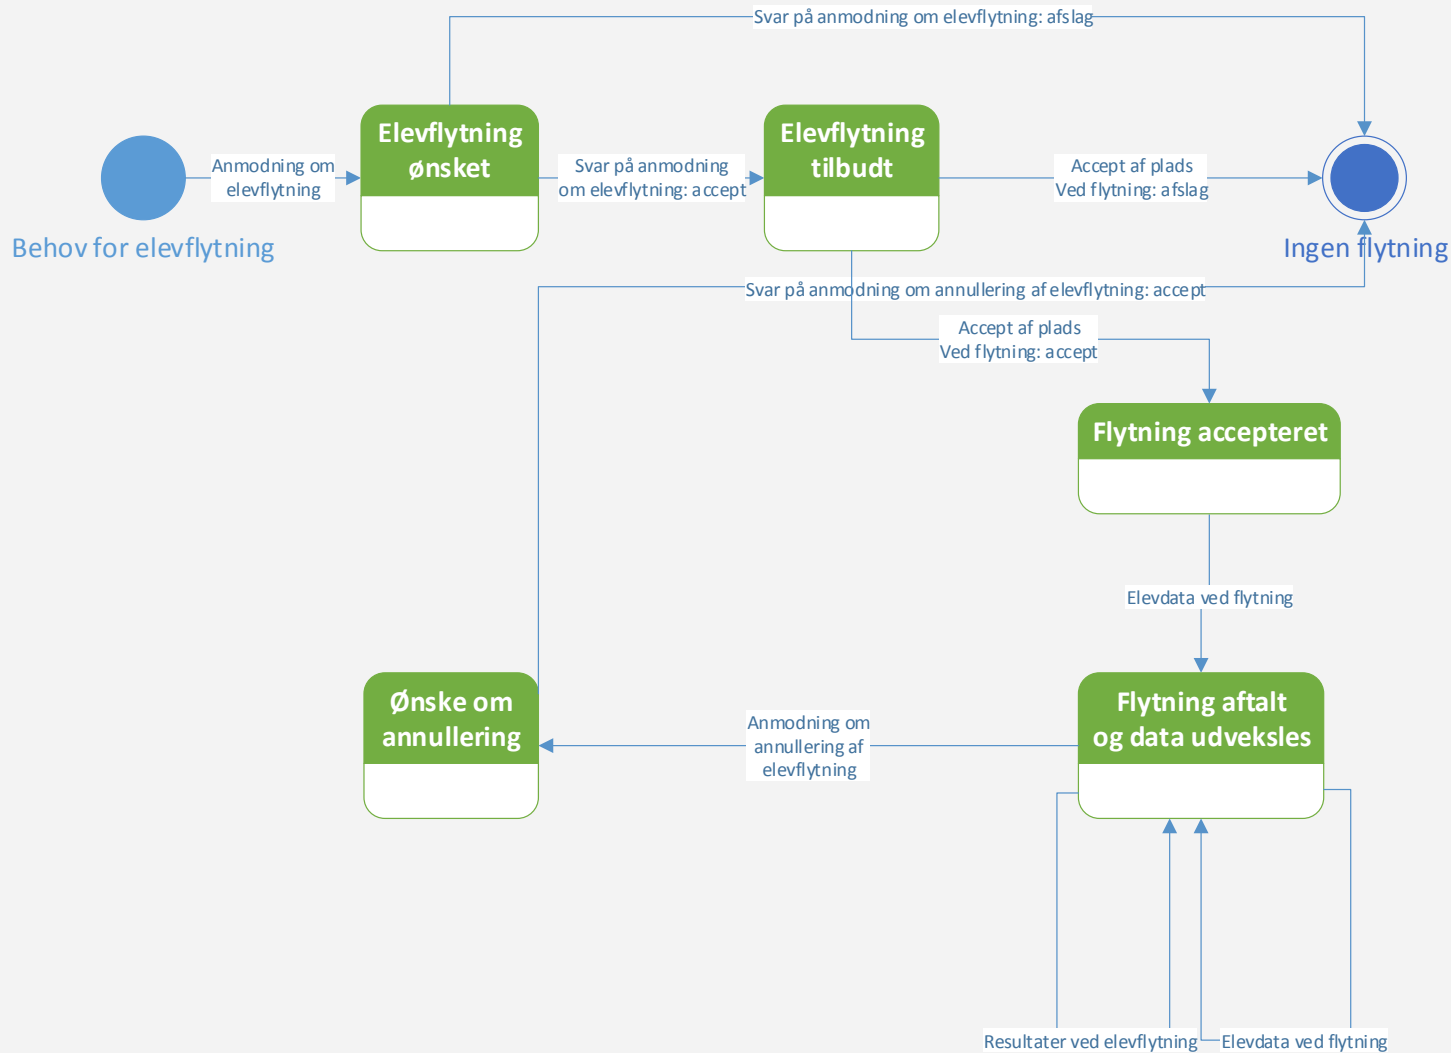 Svar på anmodning om elevflytning: afslag
Elevflytning
ønsket
Elevflytning
tilbudt
Anmodning om
elevflytning
Svar på anmodning
om elevflytning: accept
Accept af plads
Ved flytning: afslag
Behov for elevflytning
Ingen flytning
Svar på anmodning om annullering af elevflytning: accept
Accept af plads
Ved flytning: accept
Flytning accepteret
Elevdata ved flytning
Ønske om
annullering
Anmodning om
annullering af
elevflytning
Flytning aftalt
og data udveksles
Resultater ved elevflytning
Elevdata ved flytning